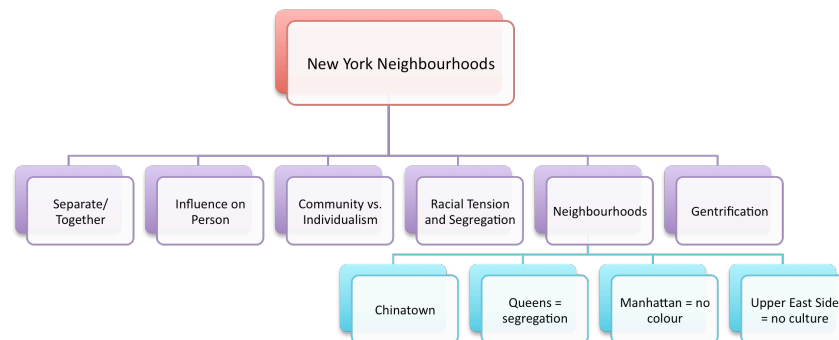 New York Neighbourhoods
Separate/
Together
Influence on
Person
Community vs.
Individualism
Racial Tension
and Segregation
Neighbourhoods
Gentrification
Chinatown
Queens =
segregation
Manhattan = no
colour
Upper East Side
= no culture